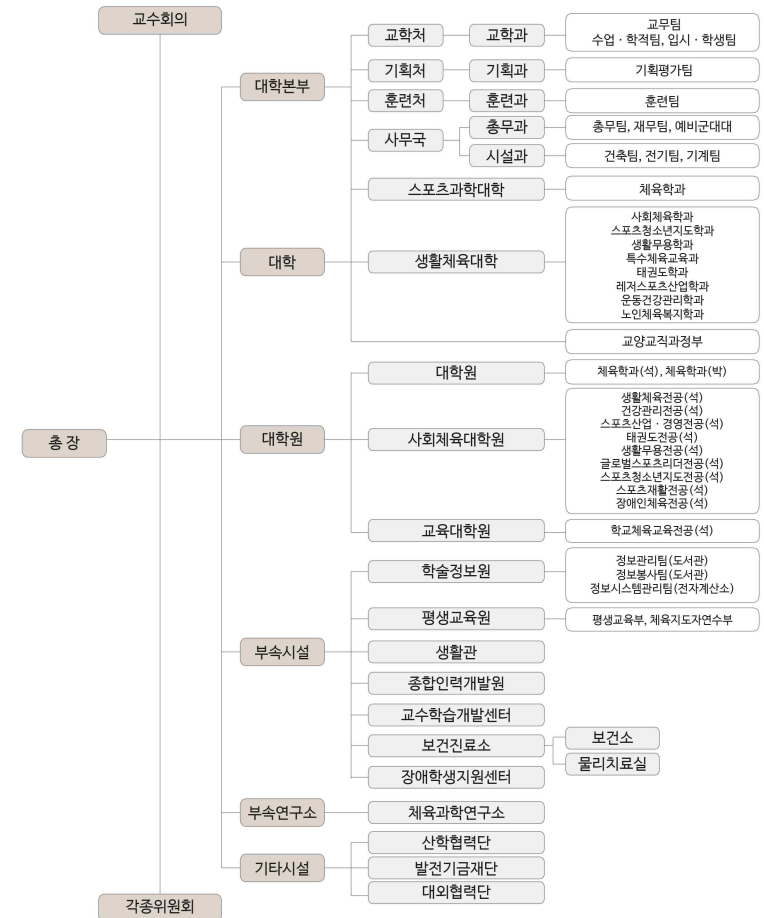 교수회의
대학본부
교학처
교학과
교무팀
수업 · 학적팀, 입시 · 학생팀
기획처
기획과
기획평가팀
훈련처
훈련과
훈련팀
사무국
총무과
총무팀, 재무팀, 예비군대대
시설과
건축팀, 전기팀, 기계팀
대학
스포츠과학대학
체육학과
생활체육대학
사회체육학과
스포츠청소년지도학과
생활무용학과
특수체육교육과
태권도학과
레저스포츠산업학과
운동건강관리학과
노인체육복지학과
교양교직과정부
총 장
대학원
대학원
체육학과(석), 체육학과(박)
사회체육대학원
생활체육전공(석)
건강관리전공(석)
스포츠산업 · 경영전공(석)
태권도전공(석)
생활무용전공(석)
글로벌스포츠리더전공(석)
스포츠청소년지도전공(석)
스포츠재활전공(석)
장애인체육전공(석)
교육대학원
학교체육교육전공(석)
부속시설
학술정보원
정보관리팀(도서관)
정보봉사팀(도서관)
정보시스템관리팀(전자계산소)
평생교육원
평생교육부, 체육지도자연수부
생활관
종합인력개발원
교수학습개발센터
보건진료소
보건소
물리치료실
장애학생지원센터
부속연구소
체육과학연구소
기타시설
산학협력단
발전기금재단
대외협력단
각종위원회